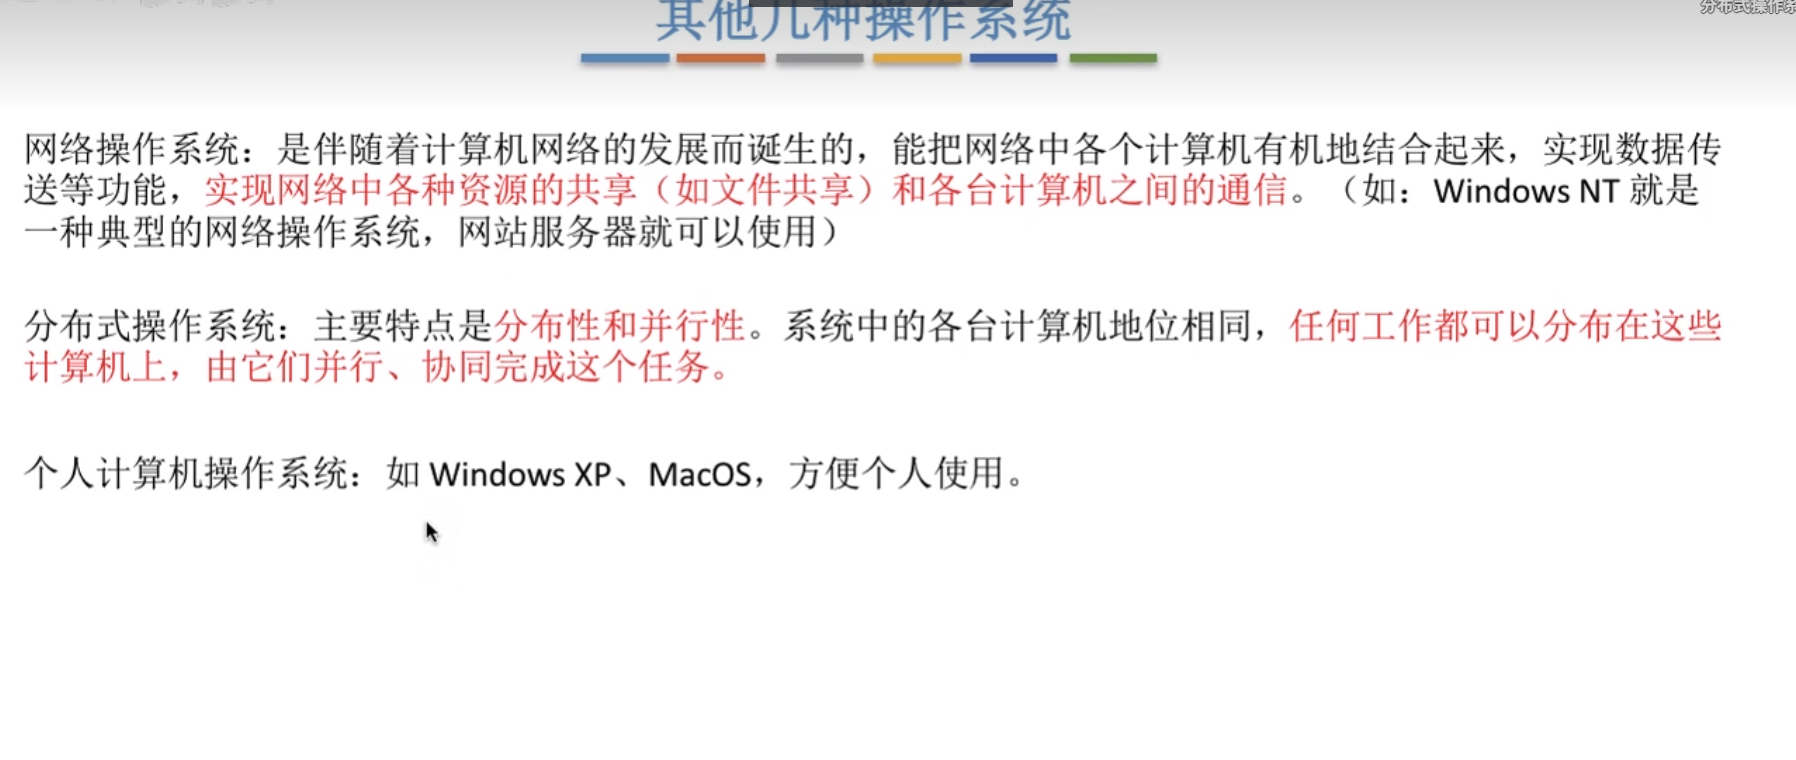 其他几种操作系统
分布式操作系
网络操作系统：是伴随着计算机网络的发展而诞生的，能把网络中各个计算机有机地结合起来，实现数据传
送等功能，实现网络中各种资源的共享（如文件共享）和各台计算机之间的通信。（如：Windows NT 就是
一种典型的网络操作系统，网站服务器就可以使用）
分布式操作系统：主要特点是分布性和并行性。系统中的各台计算机地位相同，任何工作都可以分布在这些
计算机上，由它们并行、协同完成这个任务。
个人计算机操作系统：如 Windows XP、MacOS，方便个人使用。